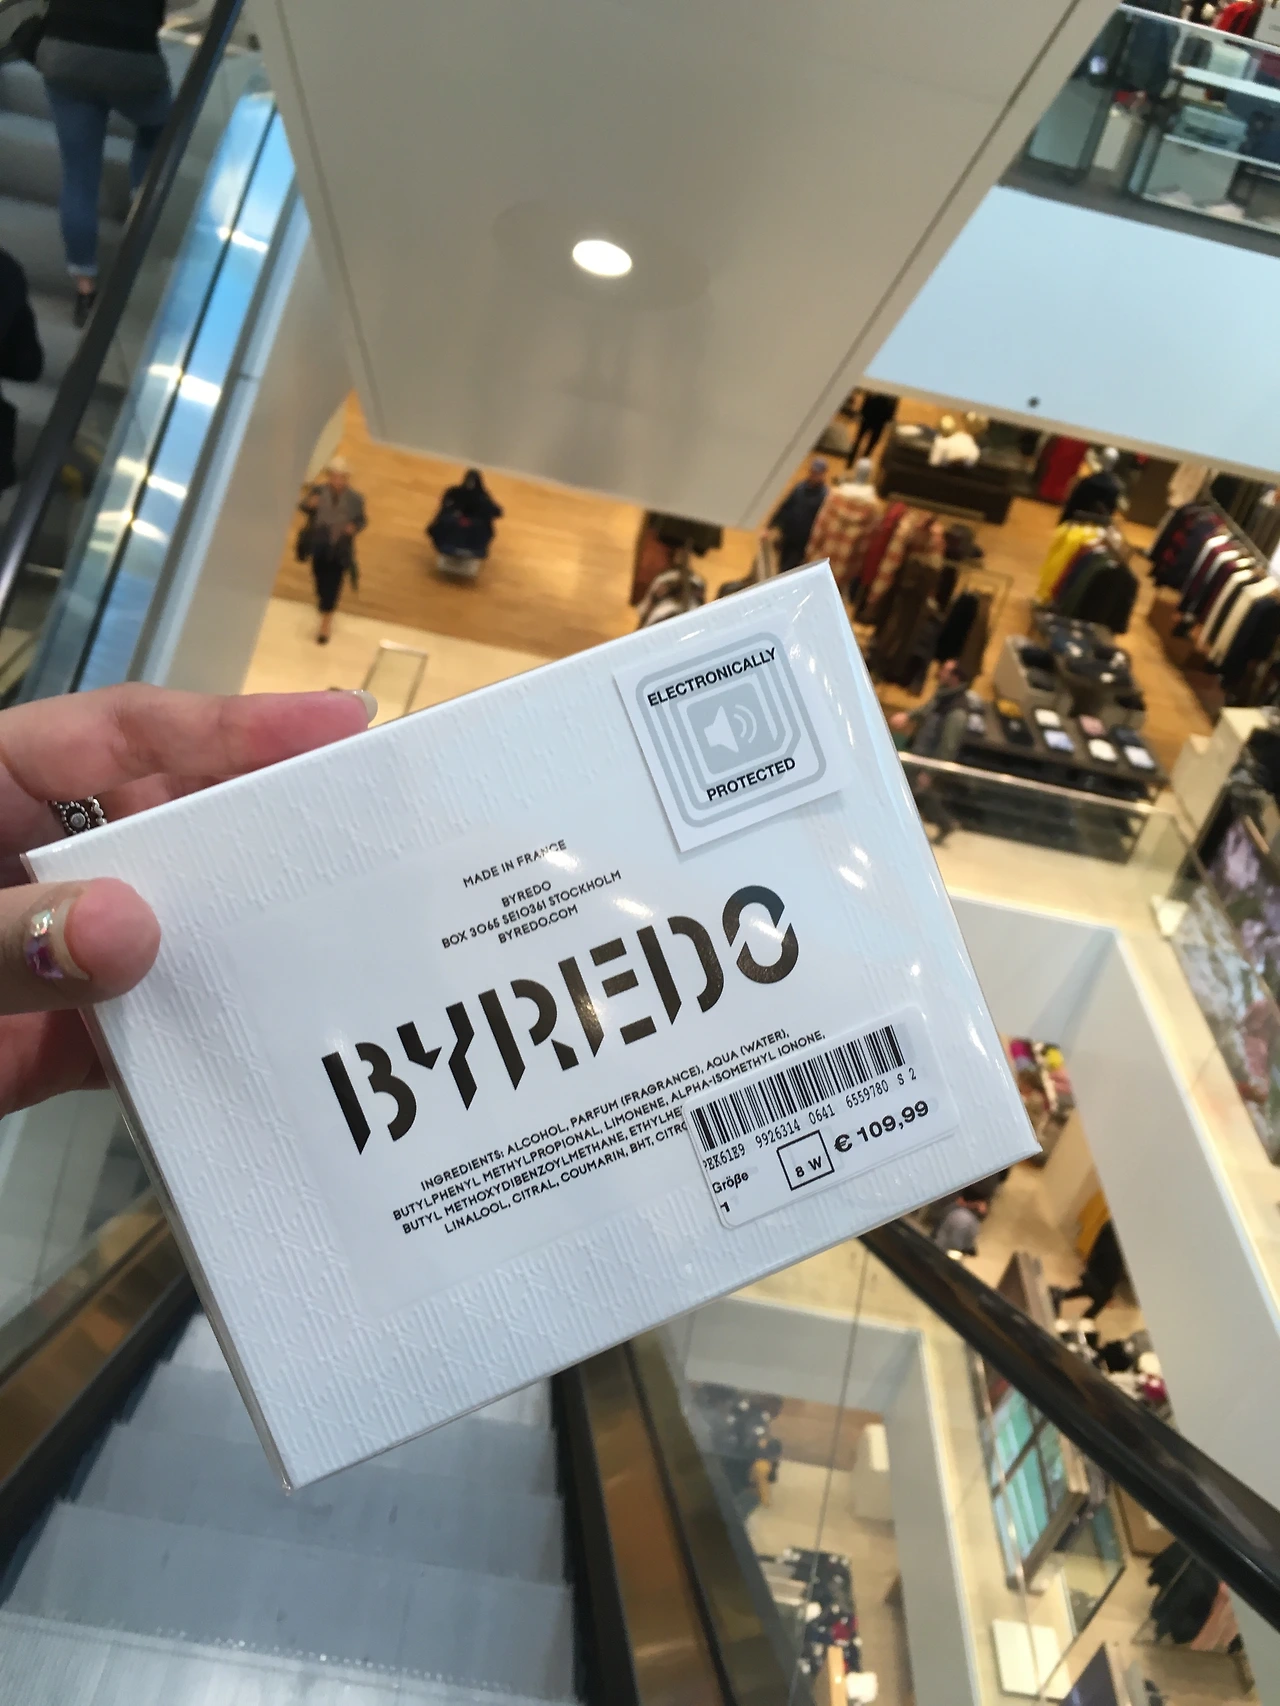 ELECTRONICALLY
PROTECTED
MADE IN FRANCE
BYREDO
BOX 3065 SE10361 STOCKHOLM
BYREDO.COM
BYREDO
INGREDIENTS: ALCOHOL, PARFUM (FRAGRANCE), AQUA (WATER),
BUTYLPHENYL METHYLPROPIONAL, LIMONENE, ALPHA-ISOMETHYL IONONE,
BUTYL METHOXYDIBENZOYLMETHANE,
LINALOOL, CITRAL, COUMARIN, BHT,
9926314 0641 6559780 S 2
Größe
8 W
€ 109,99
1